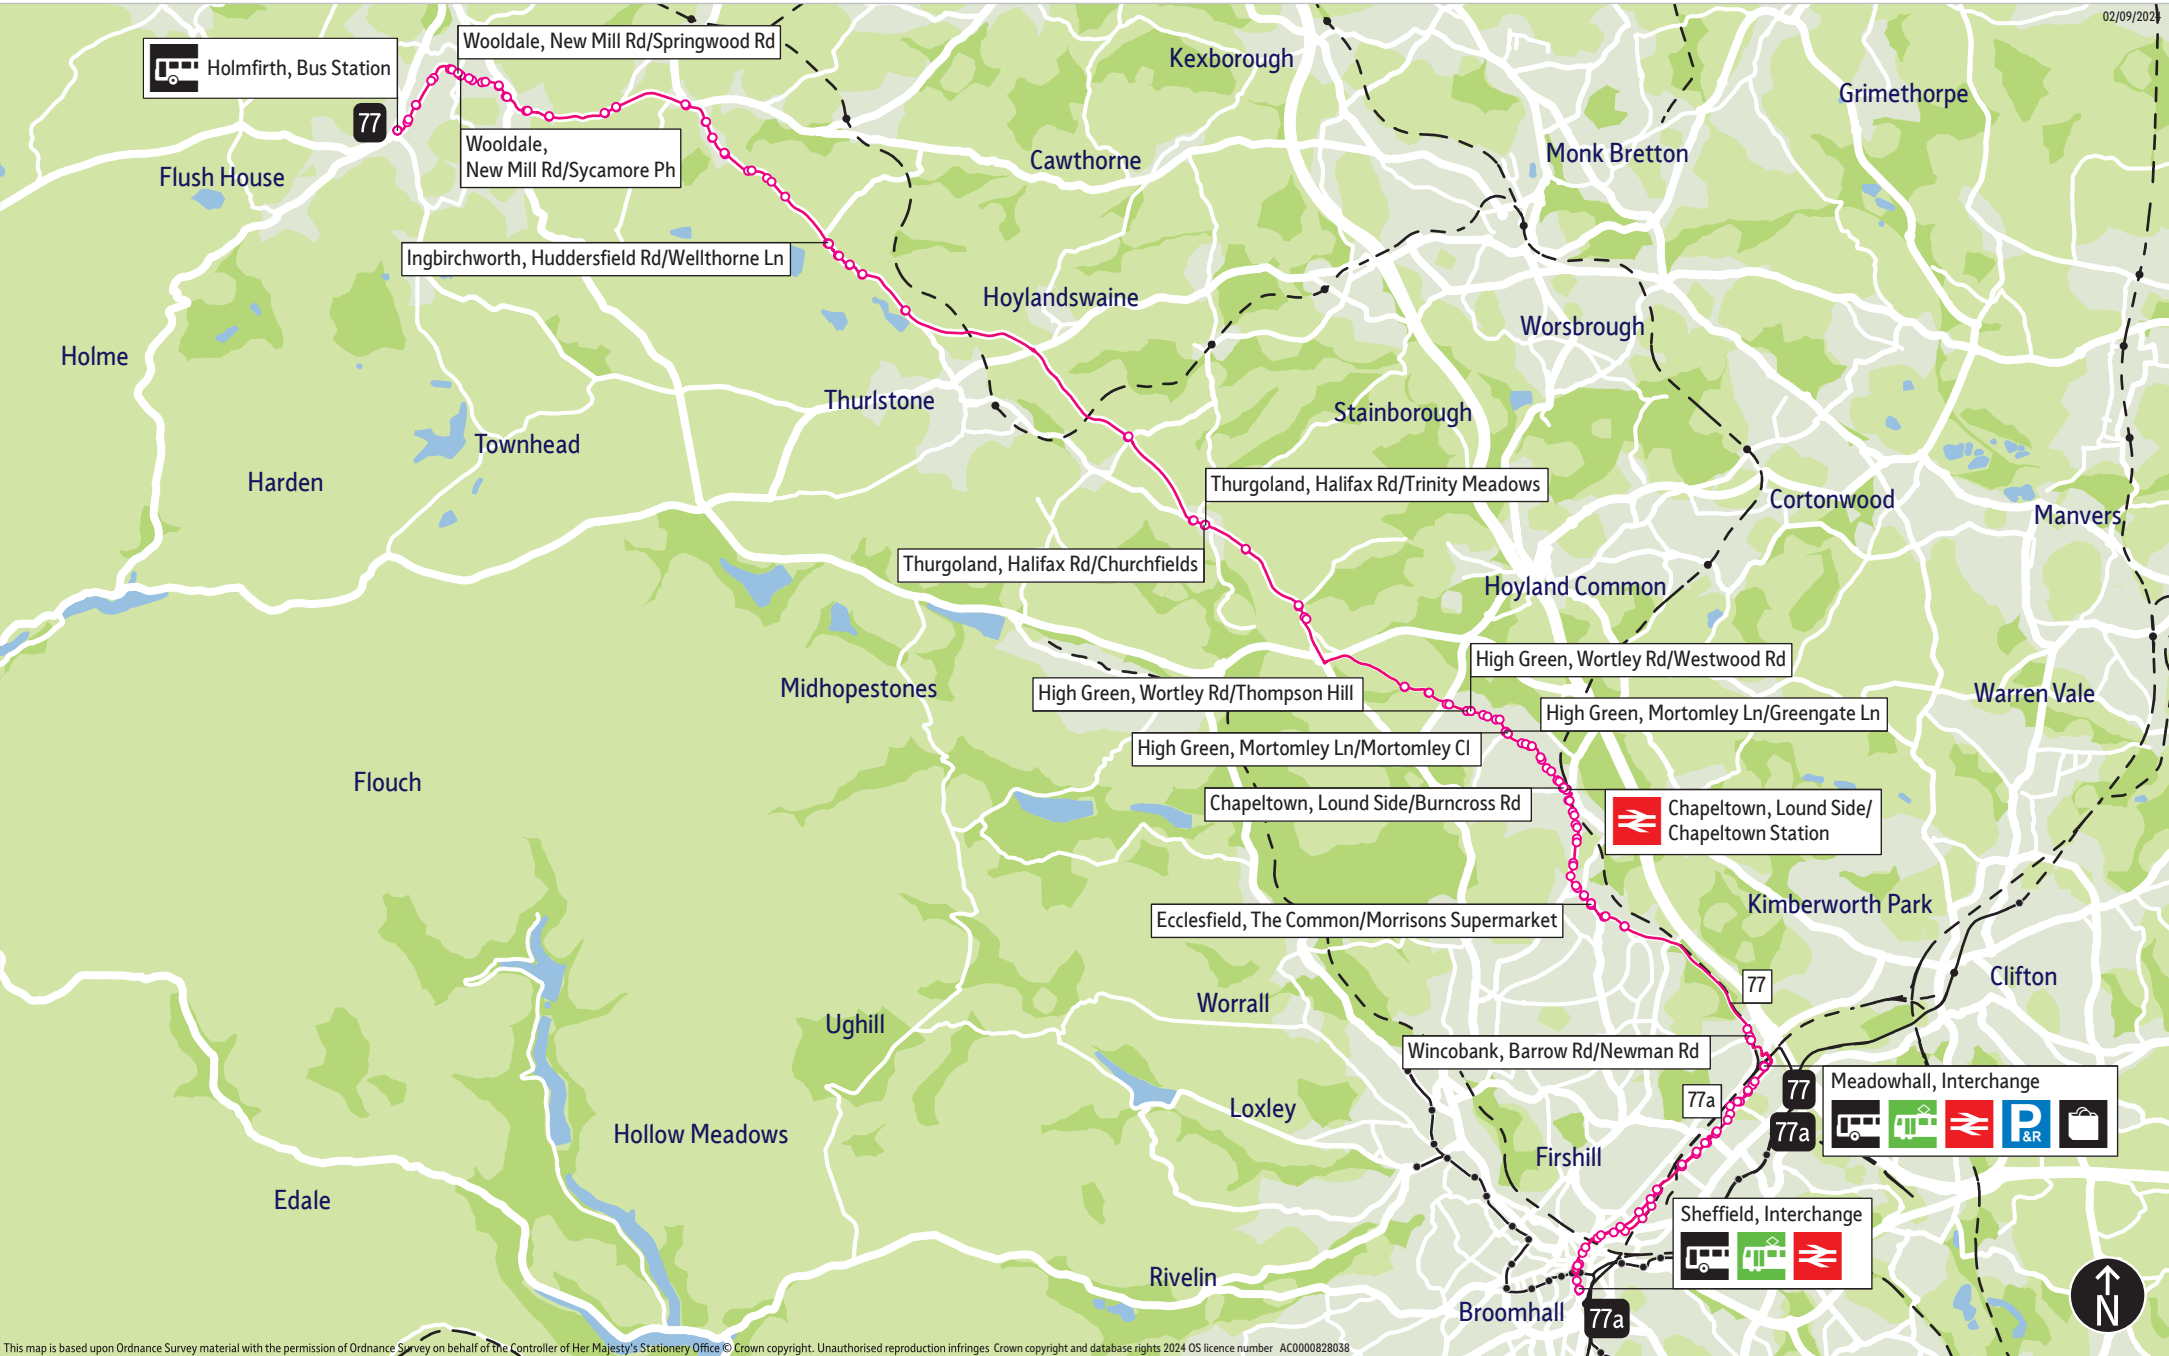 02/09/2024
Wooldale, New Mill Rd/Springwood Rd
Holmfirth, Bus Station
77
Kexborough
Grimethorpe
Wooldale,
New Mill Rd/Sycamore Ph
Cawthorne
Monk Bretton
Flush House
Ingbirchworth, Huddersfield Rd/Wellthorne Ln
Hoylandswaine
Worsbrough
Holme
Thurlstone
Stainborough
Townhead
Harden
Thurgoland, Halifax Rd/Trinity Meadows
Cortonwood
Manvers
Thurgoland, Halifax Rd/Churchfields
Hoyland Common
High Green, Wortley Rd/Westwood Rd
Midhopestones
High Green, Wortley Rd/Thompson Hill
Warren Vale
High Green, Mortomley Ln/Greengate Ln
High Green, Mortomley Ln/Mortomley Cl
Flouch
Chapeltown, Lound Side/Burncross Rd
Chapeltown, Lound Side/
Chapeltown Station
Kimberworth Park
Ecclesfield, The Common/Morrisons Supermarket
77
Clifton
Worrall
Ughill
Wincobank, Barrow Rd/Newman Rd
77
Meadowhall, Interchange
77a
Loxley
P
&R
77a
Hollow Meadows
Firshill
Edale
Sheffield, Interchange
Rivelin
Broomhall
77a
N
This map is based upon Ordnance Survey material with the permission of Ordnance Survey on behalf of the Controller of Her Majesty's Stationery Office © Crown copyright. Unauthorised reproduction infringes Crown copyright and database rights 2024 OS licence number AC0000828038